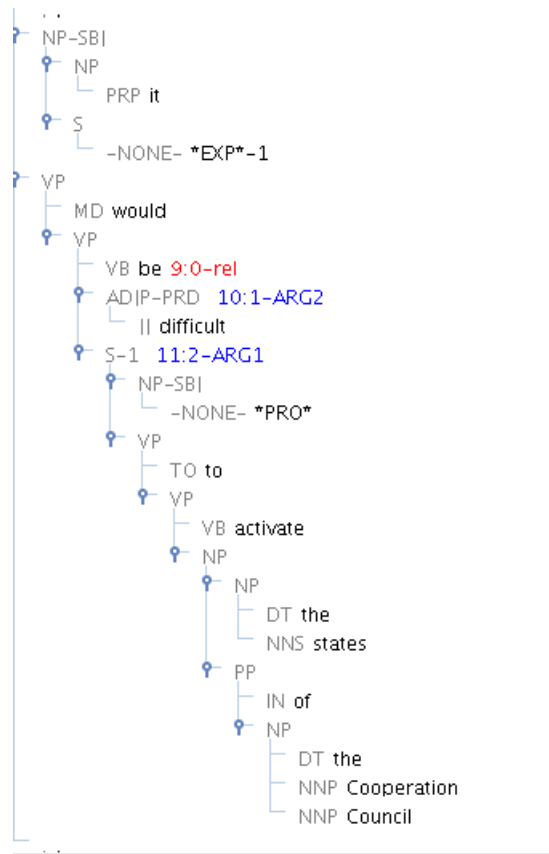 NP-SBJ
NP
PRP it
S
-NONE- *EXP*-1
VP
MD would
VP
VB be 9:0-rel
ADJP-PRD 10:1-ARG2
JJ difficult
S-1 11:2-ARG1
NP-SBJ
-NONE- *PRO*
VP
TO to
VP
VB activate
NP
NP
DT the
NNS states
PP
IN of
NP
DT the
NNP Cooperation
NNP Council